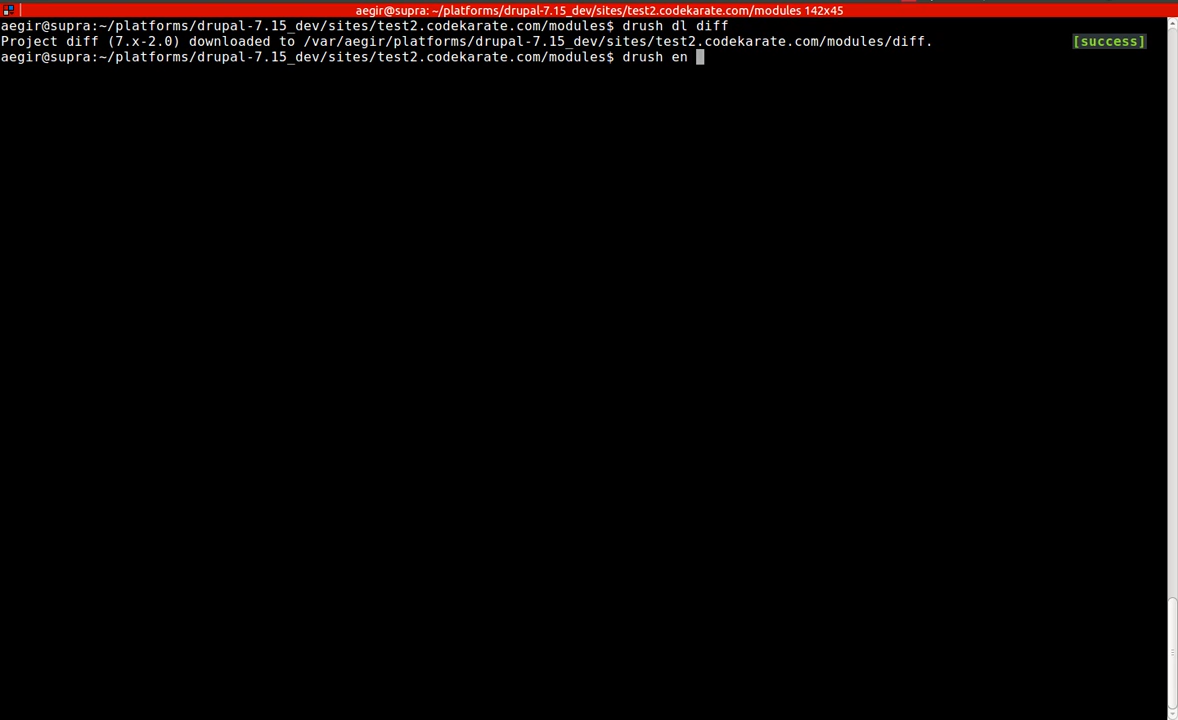 aegir@supra: ~/platforms/drupal-7.15_dev/sites/test2.codekarate.com/modules 142x45
aegir@supra:~/platforms/drupal-7.15_dev/sites/test2.codekarate.com/modules$ drush dl diff
Project diff (7.x-2.0) downloaded to /var/aegir/platforms/drupal-7.15_dev/sites/test2.codekarate.com/modules/diff. [success]
aegir@supra:~/platforms/drupal-7.15_dev/sites/test2.codekarate.com/modules$ drush en